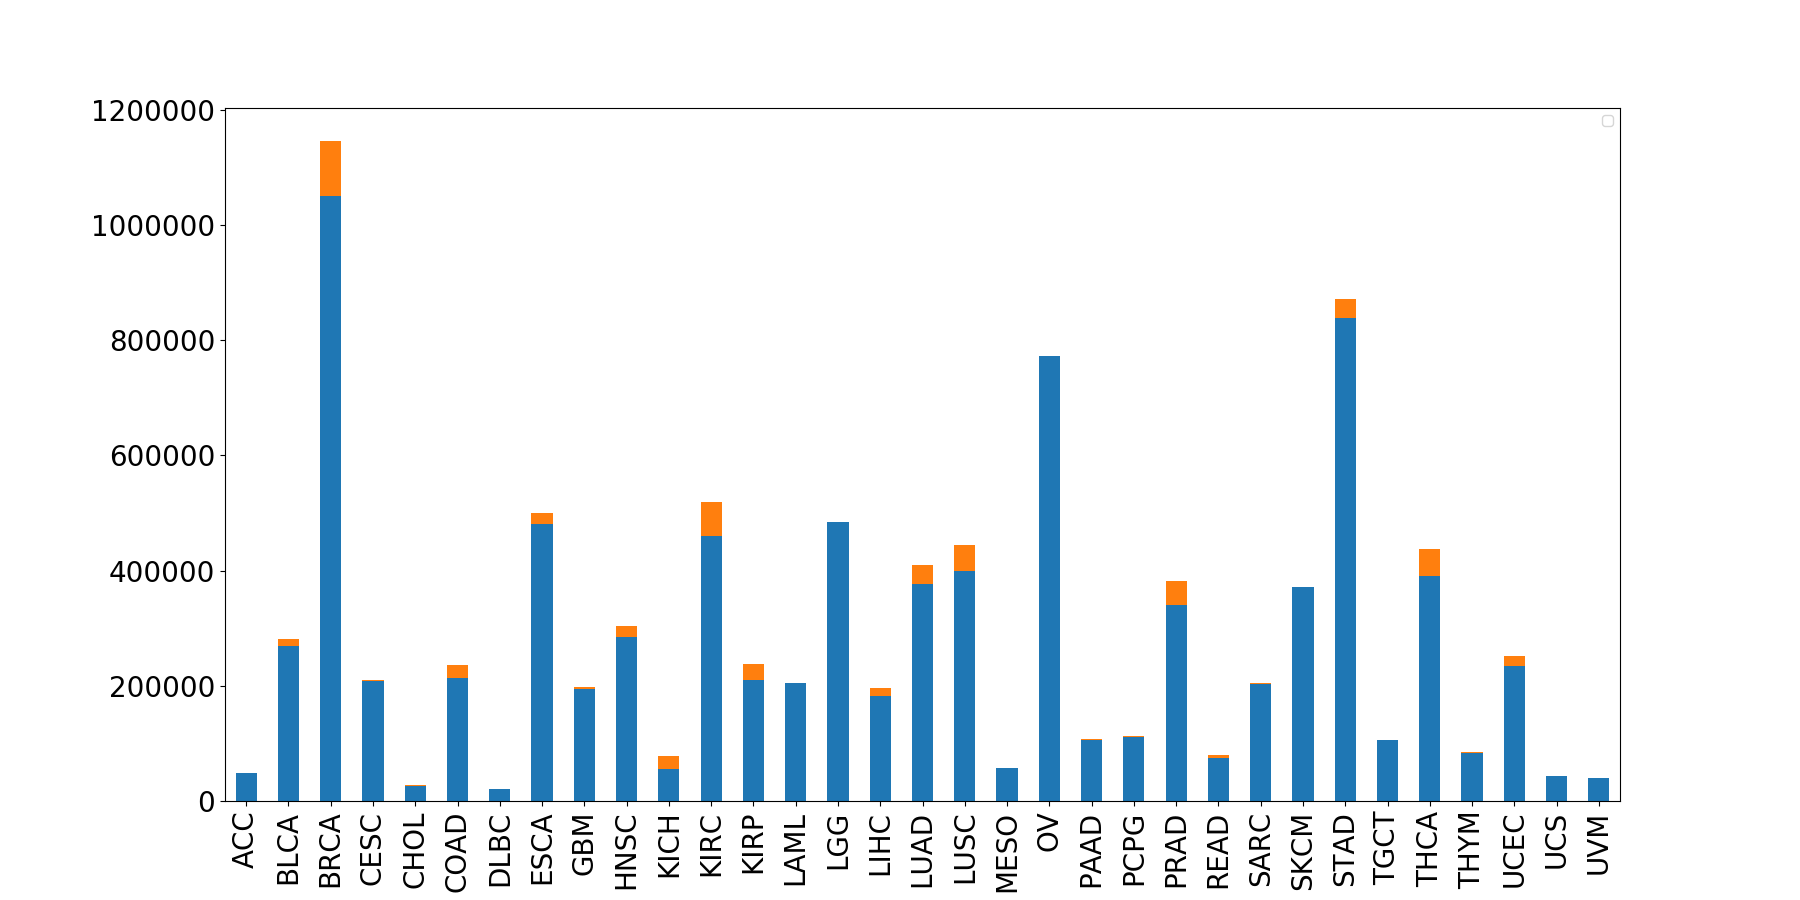 1200000
1000000
800000
600000
400000
200000
0
ACC
BLCA
BRCA
CESC
CHOL
COAD
DLBC
ESCA
GBM
HNSC
KICH
KIRC
KIRP
LAML
LGG
LIHC
LUAD
LUSC
MESO
OV
PAAD
PCPG
PRAD
READ
SARC
SKCM
STAD
TGCT
THCA
THYM
UCEC
UCS
UVM